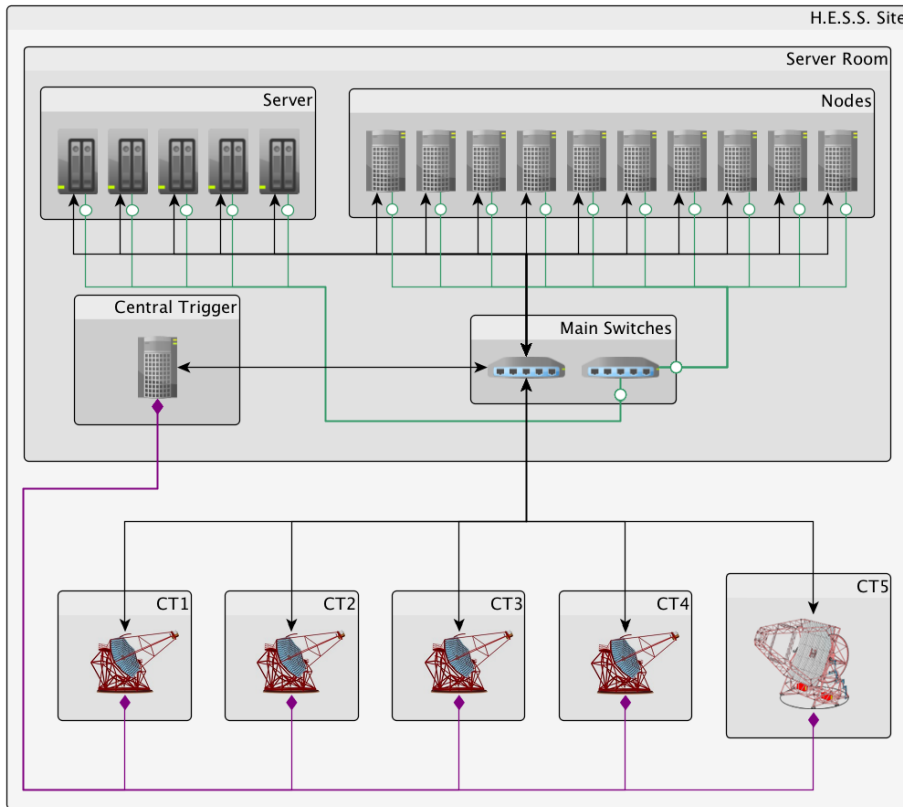 H.E.S.S. Site
Server Room
Server
Nodes
Central Trigger
Main Switches
CT1
CT2
CT3
CT4
CT5